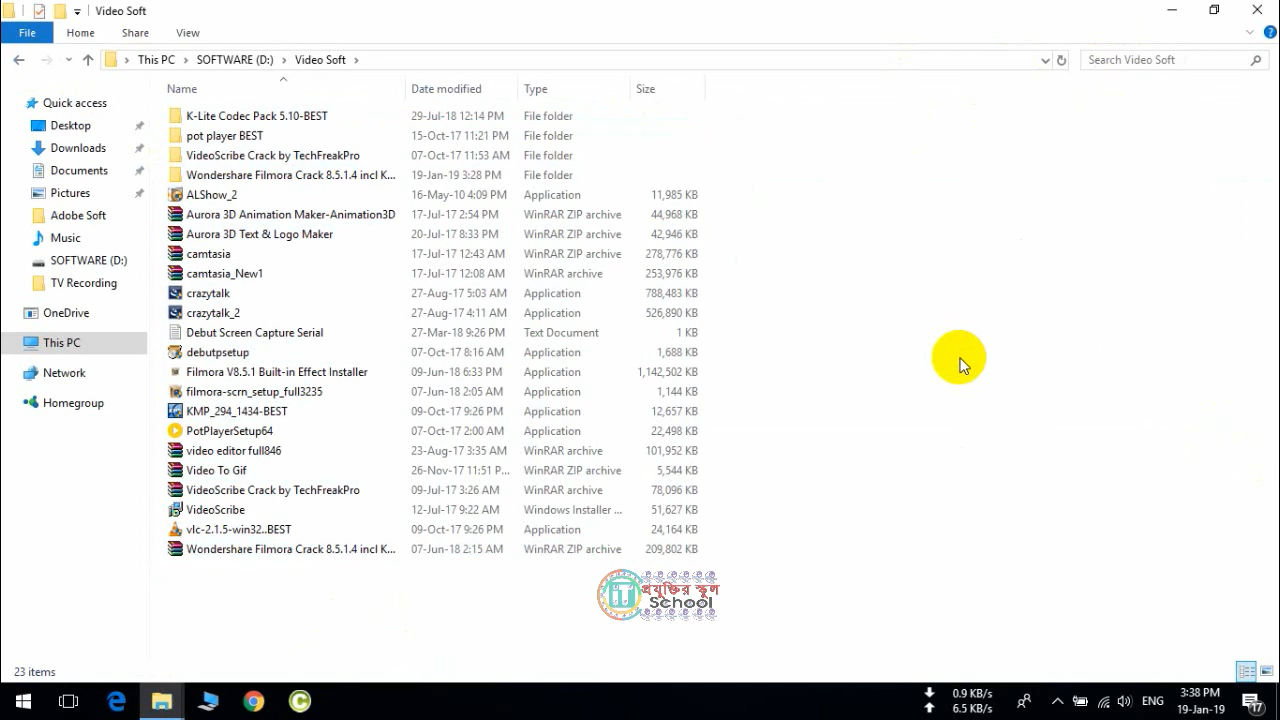 Video Soft
File Home Share View
This PC SOFTWARE (D:) Video Soft
Search Video Soft
Name Date modified Type Size
Quick access
Desktop
Downloads
Documents
Pictures
Adobe Soft
Music
SOFTWARE (D:)
TV Recording
OneDrive
This PC
Network
Homegroup
K-Lite Codec Pack 5.10-BEST 29-Jul-18 12:14 PM File folder
pot player BEST 15-Oct-17 11:21 PM File folder
VideoScribe Crack by TechFreakPro 07-Oct-17 11:53 AM File folder
Wondershare Filmora Crack 8.5.1.4 incl K... 19-Jan-19 3:28 PM File folder
ALShow_2 16-May-10 4:09 PM Application 11,985 KB
Aurora 3D Animation Maker-Animation3D 17-Jul-17 2:54 PM WinRAR ZIP archive 44,968 KB
Aurora 3D Text & Logo Maker 20-Jul-17 8:33 PM WinRAR ZIP archive 42,946 KB
camtasia 17-Jul-17 12:43 AM WinRAR ZIP archive 278,776 KB
camtasia_New1 17-Jul-17 12:08 AM WinRAR archive 253,976 KB
crazytalk 27-Aug-17 5:03 AM Application 788,483 KB
crazytalk_2 27-Aug-17 4:11 AM Application 526,890 KB
Debut Screen Capture Serial 27-Mar-18 9:26 PM Text Document 1 KB
debutpsetup 07-Oct-17 8:16 AM Application 1,688 KB
Filmora V8.5.1 Built-in Effect Installer 09-Jun-18 6:33 PM Application 1,142,502 KB
filmora-scrn_setup_full3235 07-Jun-18 2:05 AM Application 1,144 KB
KMP_294_1434-BEST 09-Oct-17 9:26 PM Application 12,657 KB
PotPlayerSetup64 07-Oct-17 2:00 AM Application 22,498 KB
video editor full846 23-Aug-17 3:35 AM WinRAR archive 101,952 KB
Video To Gif 26-Nov-17 11:51 P... WinRAR ZIP archive 5,544 KB
VideoScribe Crack by TechFreakPro 09-Jul-17 3:26 AM WinRAR archive 78,096 KB
VideoScribe 12-Jul-17 9:22 AM Windows Installer ... 51,627 KB
vlc-2.1.5-win32..BEST 09-Oct-17 9:26 PM Application 24,164 KB
Wondershare Filmora Crack 8.5.1.4 incl K... 07-Jun-18 2:15 AM WinRAR ZIP archive 209,802 KB
iT প্রযুক্তির স্কুল
School
23 items
0.9 KB/s
6.5 KB/s
ENG
3:38 PM
19-Jan-19
17